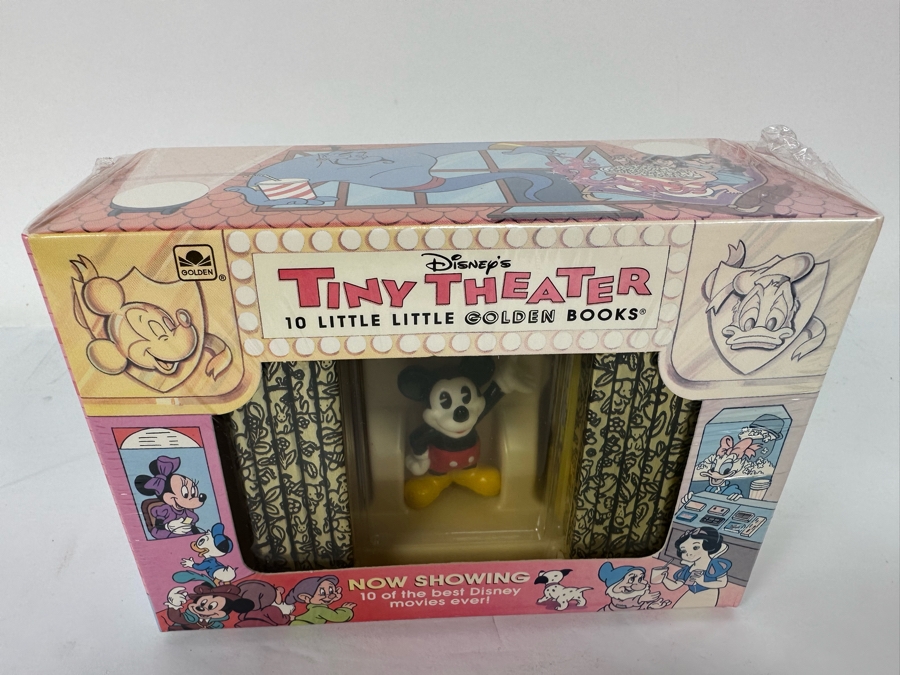 GOLDEN®
DISNEY'S
TINY THEATER
10 LITTLE LITTLE GOLDEN BOOKS®
NOW SHOWING
10 of the best Disney
movies ever!